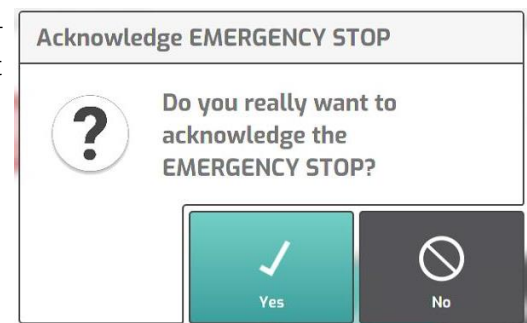 Acknowledge EMERGENCY STOP
Do you really want to
acknowledge the
EMERGENCY STOP?
Yes
No